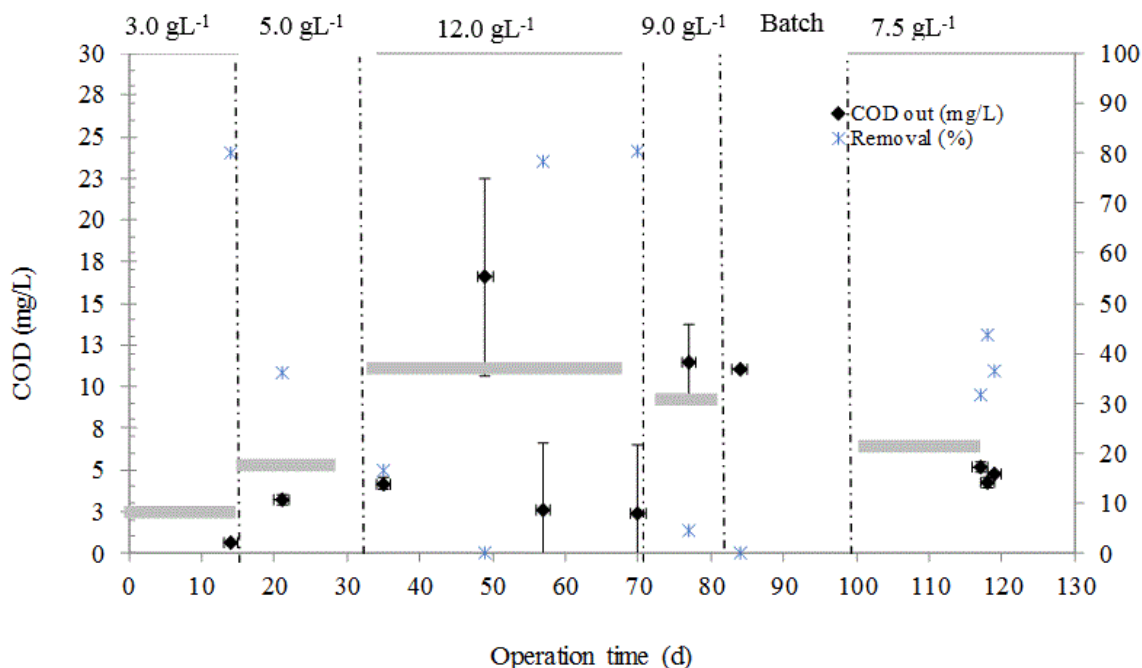 3.0 gL-1 5.0 gL-1 12.0 gL-1 9.0 gL-1 Batch 7.5 gL-1
30 100
28 90
25 80
23 70
20 60
18
15 50
13 40
10 30
8
5 20
3 10
0 0
COD out (mg/L)
Removal (%)
COD (mg/L)
0 10 20 30 40 50 60 70 80 90 100 110 120 130
Operation time (d)